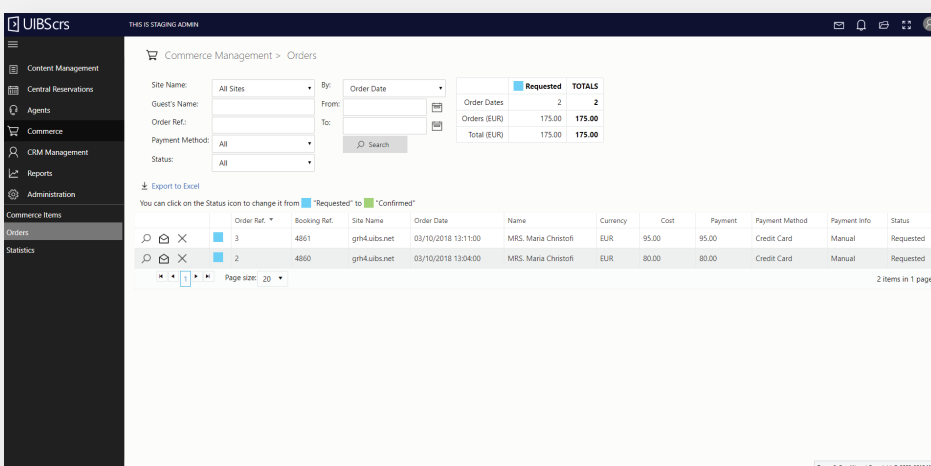 UIBScrs
THIS IS STAGING ADMIN
Content Management
Central Reservations
Agents
Commerce
CRM Management
Reports
Administration
Commerce Items
Orders
Statistics
Commerce Management > Orders
Site Name: All Sites By: Order Date
Guest's Name: From:
Order Ref.: To:
Payment Method: All Search
Status: All
Requested TOTALS
Order Dates 2 2
Orders (EUR) 175.00 175.00
Total (EUR) 175.00 175.00
Export to Excel
You can click on the Status icon to change it from "Requested" to "Confirmed"
Order Ref. Booking Ref. Site Name Order Date Name Currency Cost Payment Payment Method Payment Info Status
3 4861 grh4.uibs.net 03/10/2018 13:11:00 MRS. Maria Christofi EUR 95.00 95.00 Credit Card Manual Requested
2 4860 grh4.uibs.net 03/10/2018 13:04:00 MRS. Maria Christofi EUR 80.00 80.00 Credit Card Manual Requested
1 Page size: 20 2 items in 1 page